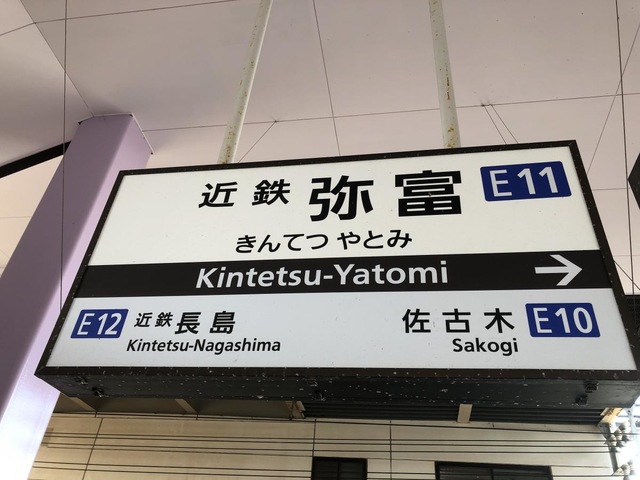 近鉄 弥富 E11
きんてつ やとみ
Kintetsu-Yatomi →
E12 近鉄長島 佐古木 E10
Kintetsu-Nagashima Sakogi